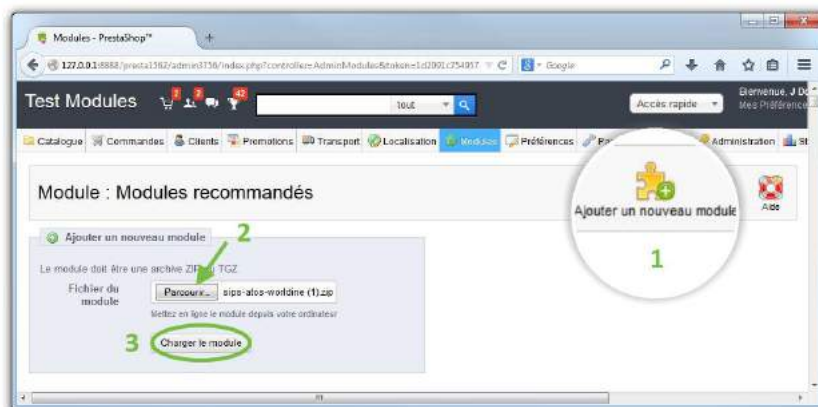 Modules - PrestaShop™
127.0.0.1:8888/presta1562/admin3156/index.php?controller=AdminModules&token=
Google
Test Modules
2
2
42
tout
Accès rapide
Bienvenue, J
Mes Préférence
Catalogue
Commandes
Clients
Promotions
Transport
Localisation
Modules
Préférences
Administration
St
Module : Modules recommandés
Ajouter un nouveau module
1
Aide
Ajouter un nouveau module
2
Le module doit être une archive ZIP ou TGZ
Fichier du module
Parcourir...
sips-atos-worldine (1).zip
Mettez en ligne le module depuis votre ordinateur
3
Charger le module